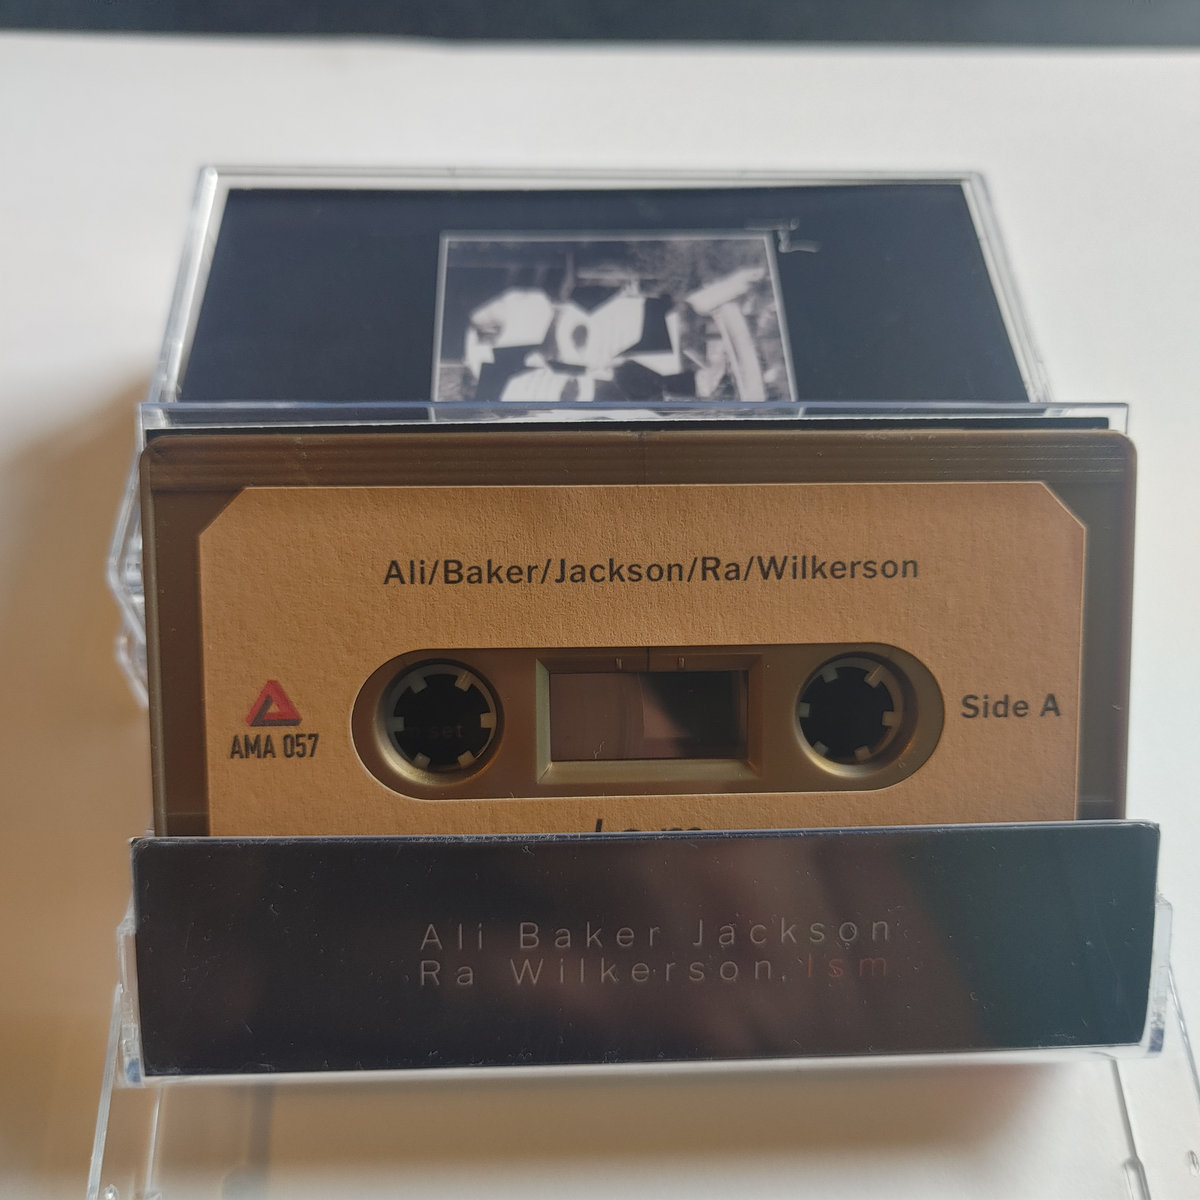 Ali/Baker/Jackson/Ra/Wilkerson
Side A
AMA 057
Ali Baker Jackson
Ra Wilkerson, Ism